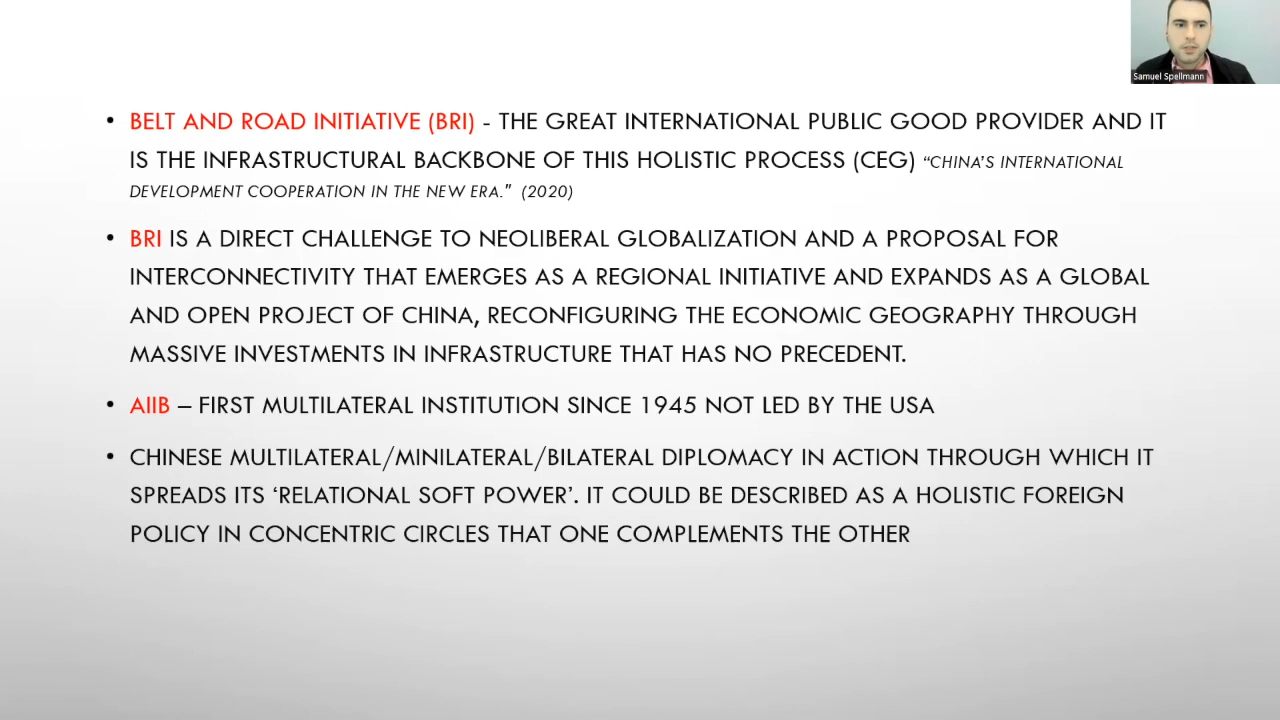 Samuel Spellmann
• BELT AND ROAD INITIATIVE (BRI) - THE GREAT INTERNATIONAL PUBLIC GOOD PROVIDER AND IT
IS THE INFRASTRUCTURAL BACKBONE OF THIS HOLISTIC PROCESS (CEG) “CHINA’S INTERNATIONAL
DEVELOPMENT COOPERATION IN THE NEW ERA.” (2020)
• BRI IS A DIRECT CHALLENGE TO NEOLIBERAL GLOBALIZATION AND A PROPOSAL FOR
INTERCONNECTIVITY THAT EMERGES AS A REGIONAL INITIATIVE AND EXPANDS AS A GLOBAL
AND OPEN PROJECT OF CHINA, RECONFIGURING THE ECONOMIC GEOGRAPHY THROUGH
MASSIVE INVESTMENTS IN INFRASTRUCTURE THAT HAS NO PRECEDENT.
• AIIB – FIRST MULTILATERAL INSTITUTION SINCE 1945 NOT LED BY THE USA
• CHINESE MULTILATERAL/MINILATERAL/BILATERAL DIPLOMACY IN ACTION THROUGH WHICH IT
SPREADS ITS ‘RELATIONAL SOFT POWER’. IT COULD BE DESCRIBED AS A HOLISTIC FOREIGN
POLICY IN CONCENTRIC CIRCLES THAT ONE COMPLEMENTS THE OTHER